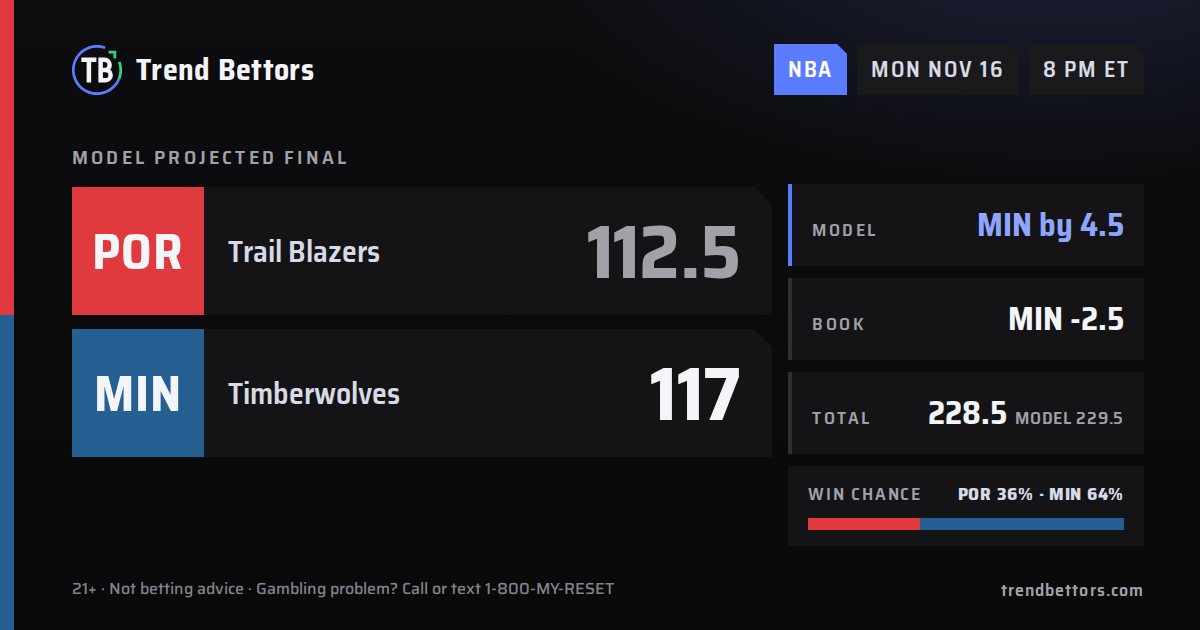 TB Trend Bettors
NBA MON NOV 16 8 PM ET
MODEL PROJECTED FINAL
POR Trail Blazers 112.5
MIN Timberwolves 117
MODEL MIN by 4.5
BOOK MIN -2.5
TOTAL 228.5 MODEL 229.5
WIN CHANCE POR 36% · MIN 64%
21+ · Not betting advice · Gambling problem? Call or text 1-800-MY-RESET
trendbettors.com